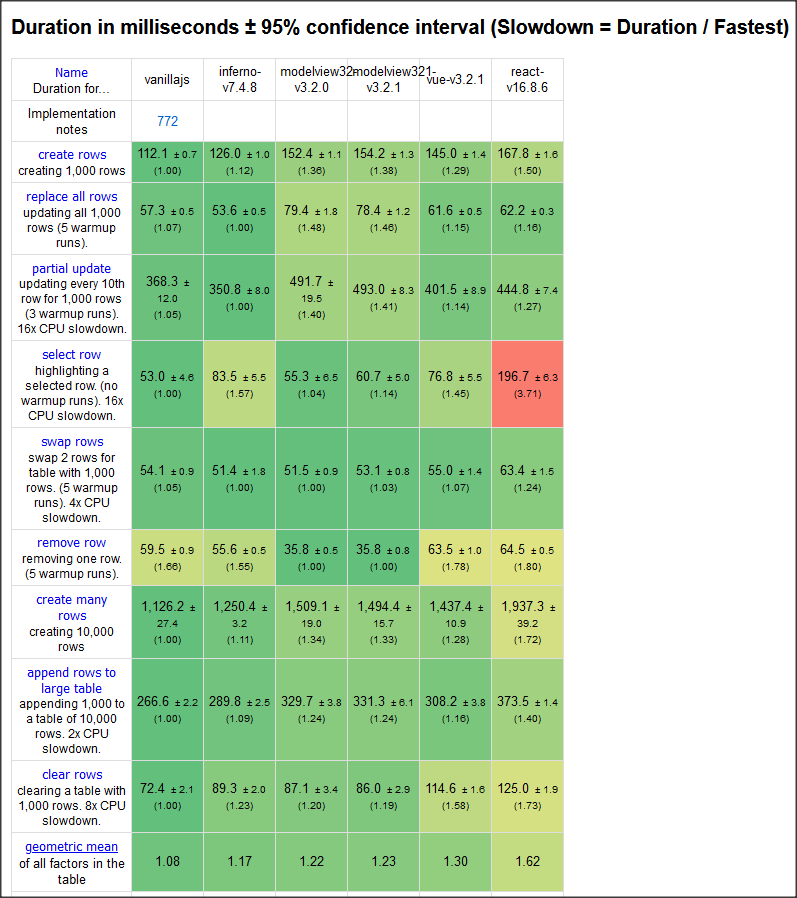 Duration in milliseconds ± 95% confidence interval (Slowdown = Duration / Fastest)
Name
Duration for...
vanillajs
inferno-
v7.4.8
modelview32-
v3.2.0
modelview321-
v3.2.1
vue-v3.2.1
react-
v16.8.6
Implementation
notes
772
create rows
creating 1,000 rows
112.1 ± 0.7
(1.00)
126.0 ± 1.0
(1.12)
152.4 ± 1.1
(1.36)
154.2 ± 1.3
(1.38)
145.0 ± 1.4
(1.29)
167.8 ± 1.6
(1.50)
replace all rows
updating all 1,000
rows (5 warmup
runs).
57.3 ± 0.5
(1.07)
53.6 ± 0.5
(1.00)
79.4 ± 1.8
(1.48)
78.4 ± 1.2
(1.46)
61.6 ± 0.5
(1.15)
62.2 ± 0.3
(1.16)
partial update
updating every 10th
row for 1,000 rows
(3 warmup runs).
16x CPU slowdown.
368.3 ±
12.0
(1.05)
350.8 ± 8.0
(1.00)
491.7 ±
19.5
(1.40)
493.0 ± 8.3
(1.41)
401.5 ± 8.9
(1.14)
444.8 ± 7.4
(1.27)
select row
highlighting a
selected row. (no
warmup runs). 16x
CPU slowdown.
53.0 ± 4.6
(1.00)
83.5 ± 5.5
(1.57)
55.3 ± 6.5
(1.04)
60.7 ± 5.0
(1.14)
76.8 ± 5.5
(1.45)
196.7 ± 6.3
(3.71)
swap rows
swap 2 rows for
table with 1,000
rows. (5 warmup
runs). 4x CPU
slowdown.
54.1 ± 0.9
(1.05)
51.4 ± 1.8
(1.00)
51.5 ± 0.9
(1.00)
53.1 ± 0.8
(1.03)
55.0 ± 1.4
(1.07)
63.4 ± 1.5
(1.24)
remove row
removing one row.
(5 warmup runs).
59.5 ± 0.9
(1.66)
55.6 ± 0.5
(1.55)
35.8 ± 0.5
(1.00)
35.8 ± 0.8
(1.00)
63.5 ± 1.0
(1.78)
64.5 ± 0.5
(1.80)
create many
rows
creating 10,000
rows
1,126.2 ±
27.4
(1.00)
1,250.4 ±
3.2
(1.11)
1,509.1 ±
19.0
(1.34)
1,494.4 ±
15.7
(1.33)
1,437.4 ±
10.9
(1.28)
1,937.3 ±
39.2
(1.72)
append rows to
large table
appending 1,000 to
a table of 10,000
rows. 2x CPU
slowdown.
266.6 ± 2.2
(1.00)
289.8 ± 2.5
(1.09)
329.7 ± 3.8
(1.24)
331.3 ± 6.1
(1.24)
308.2 ± 3.8
(1.16)
373.5 ± 1.4
(1.40)
clear rows
clearing a table with
1,000 rows. 8x CPU
slowdown.
72.4 ± 2.1
(1.00)
89.3 ± 2.0
(1.23)
87.1 ± 3.4
(1.20)
86.0 ± 2.9
(1.19)
114.6 ± 1.6
(1.58)
125.0 ± 1.9
(1.73)
geometric mean
of all factors in the
table
1.08
1.17
1.22
1.23
1.30
1.62